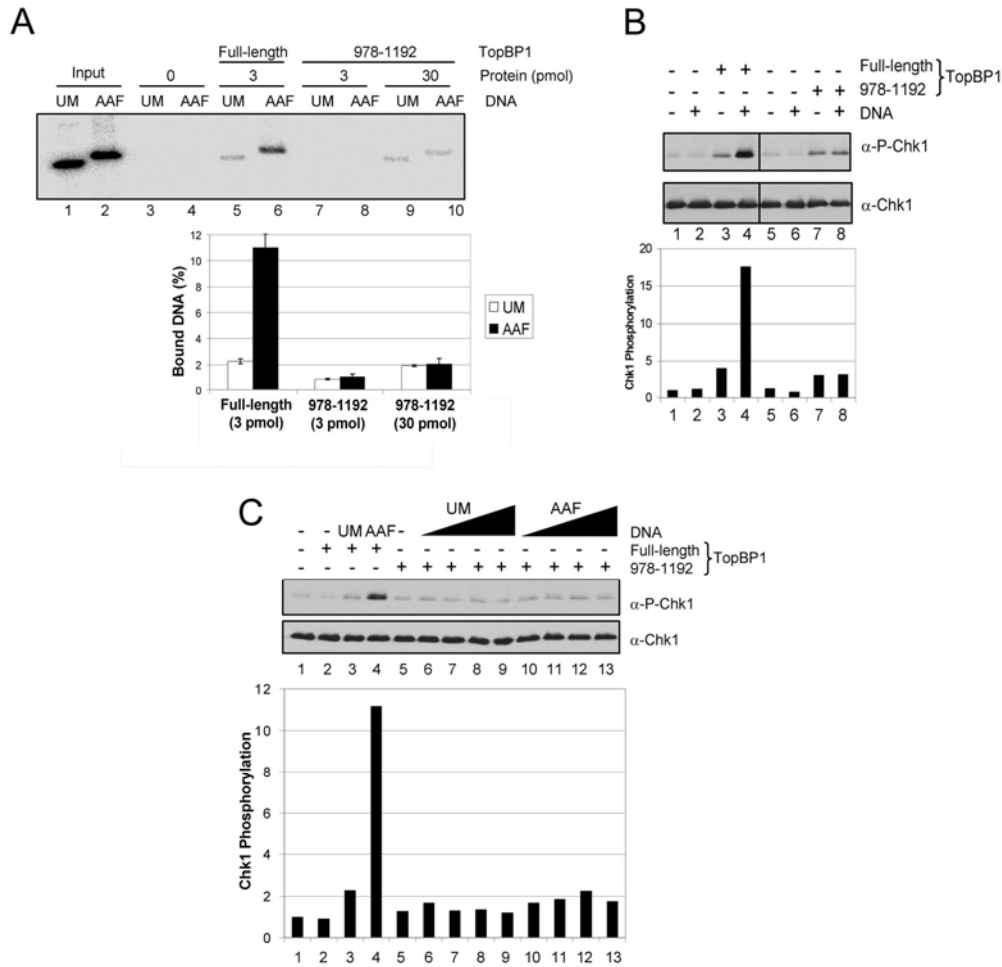 A
Full-length 978-1192 TopBP1
Input 0 3 3 30 Protein (pmol)
UM AAF UM AAF UM AAF UM AAF UM AAF DNA
1 2 3 4 5 6 7 8 9 10
Bound DNA (%)
12
10
8
6
4
2
0
UM
AAF
Full-length (3 pmol)
978-1192 (3 pmol)
978-1192 (30 pmol)
B
- - + + - - - - Full-length
- - - - - - + + 978-1192
TopBP1
- + - + - + - + DNA
α-P-Chk1
α-Chk1
1 2 3 4 5 6 7 8
Chk1 Phosphorylation
20
15
10
5
0
1 2 3 4 5 6 7 8
C
UM AAF
- - UM AAF - DNA
- + + + - - - - - - - - - Full-length
- - - - + + + + + + + + + 978-1192
TopBP1
α-P-Chk1
α-Chk1
1 2 3 4 5 6 7 8 9 10 11 12 13
Chk1 Phosphorylation
12
10
8
6
4
2
0
1 2 3 4 5 6 7 8 9 10 11 12 13